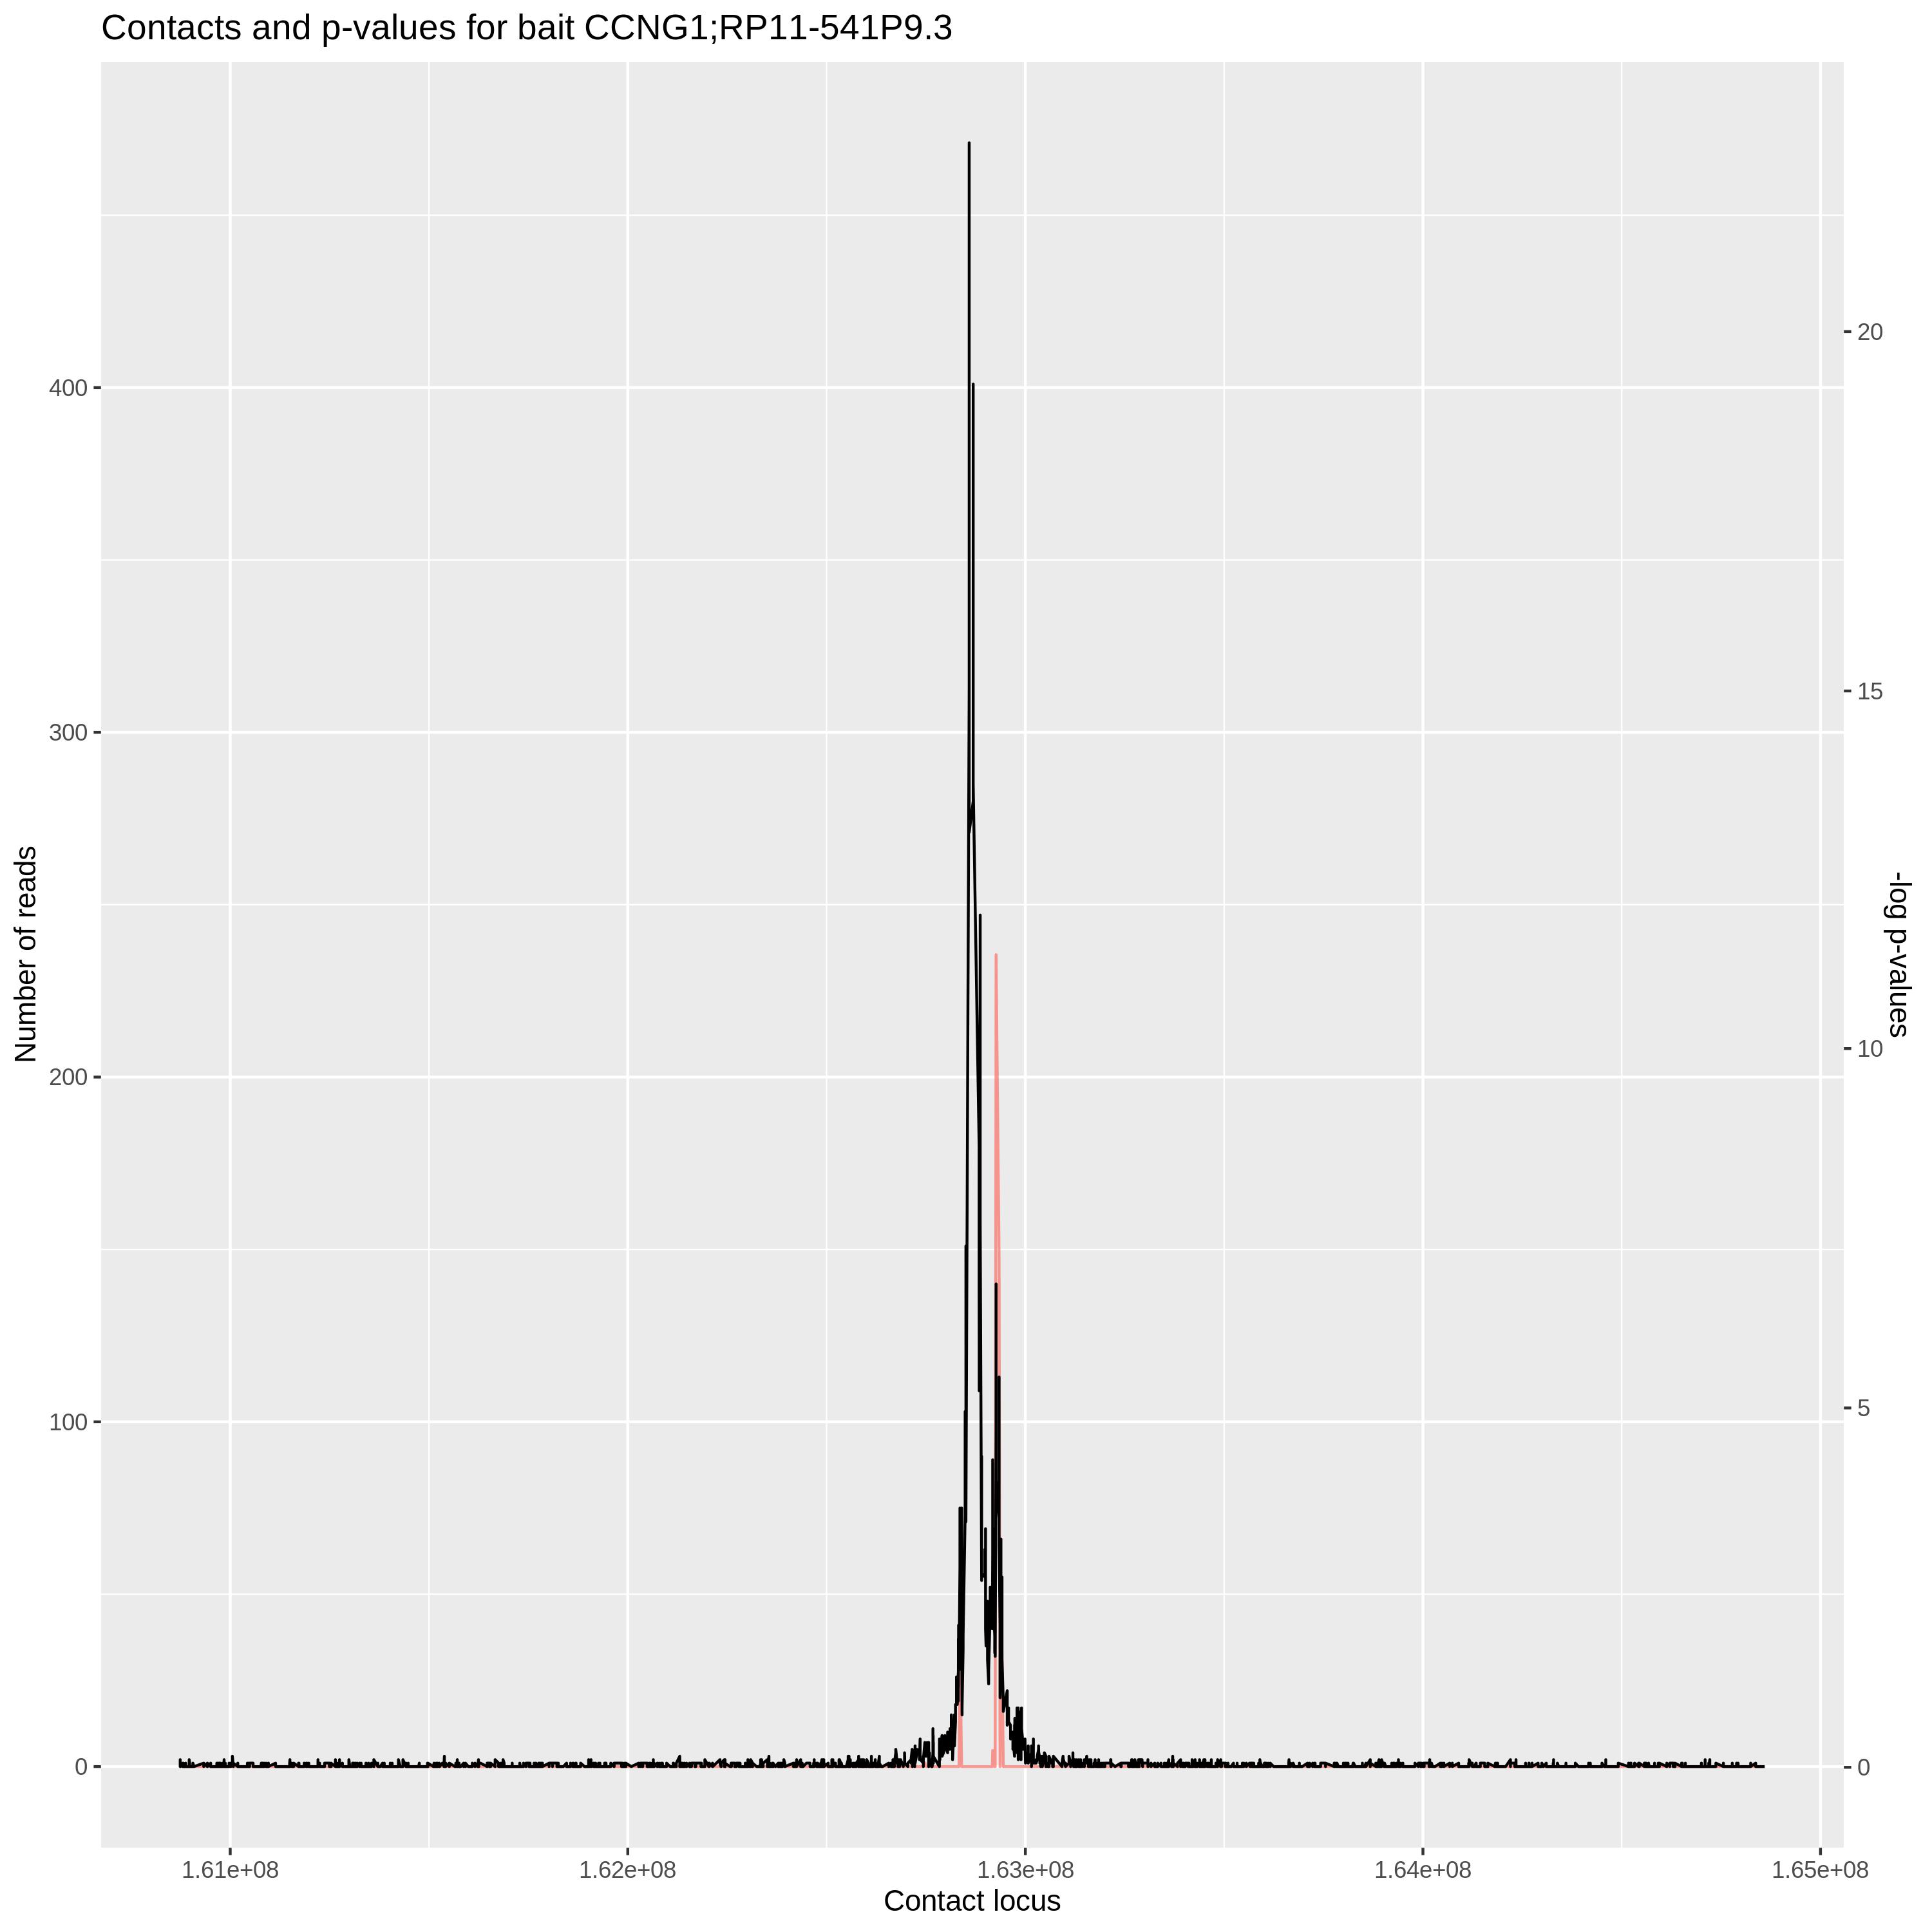 Contacts and p-values for bait CCNG1;RP11-541P9.3
Number of reads
400
300
200
100
0
20
15
10
5
0
-log p-values
1.61e+08 1.62e+08 1.63e+08 1.64e+08 1.65e+08
Contact locus